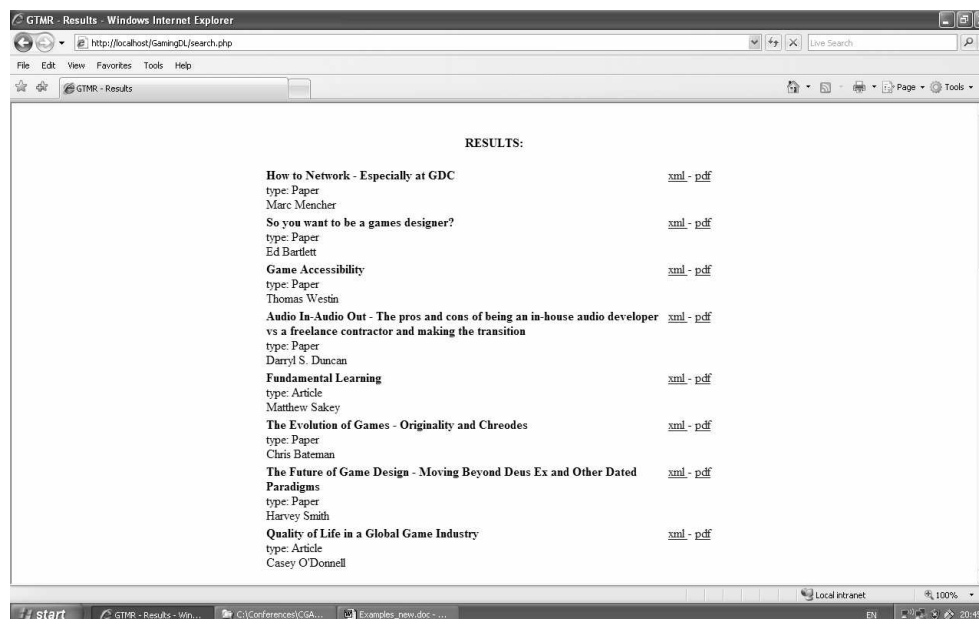 GTMR - Results - Windows Internet Explorer
http://localhost/GamingDL/search.php
Live Search
File Edit View Favorites Tools Help
GTMR - Results
Page Tools
RESULTS:
How to Network - Especially at GDC xml - pdf
type: Paper
Marc Mencher
So you want to be a games designer? xml - pdf
type: Paper
Ed Bartlett
Game Accessibility xml - pdf
type: Paper
Thomas Westin
Audio In-Audio Out - The pros and cons of being an in-house audio developer xml - pdf
vs a freelance contractor and making the transition
type: Paper
Darryl S. Duncan
Fundamental Learning xml - pdf
type: Article
Matthew Sakey
The Evolution of Games - Originality and Chreodes xml - pdf
type: Paper
Chris Bateman
The Future of Game Design - Moving Beyond Deus Ex and Other Dated xml - pdf
Paradigms
type: Paper
Harvey Smith
Quality of Life in a Global Game Industry xml - pdf
type: Article
Casey O'Donnell
Local intranet 100%
start GTMR - Results - Win... C:\Conferences\CGA... Examples_new.doc - ... EN 20:45